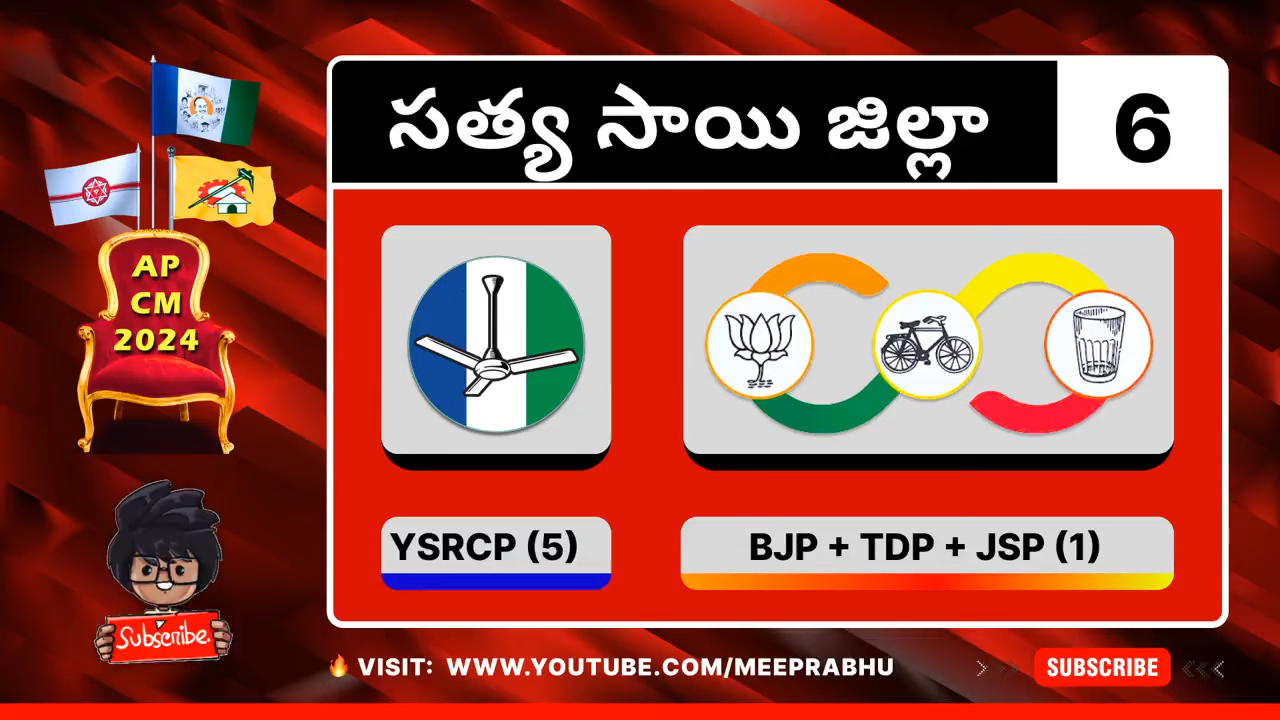 సత్య సాయి జిల్లా
6
AP
CM
2024
YSRCP (5)
BJP + TDP + JSP (1)
Subscribe.
VISIT: WWW.YOUTUBE.COM/MEEPRABHU
SUBSCRIBE